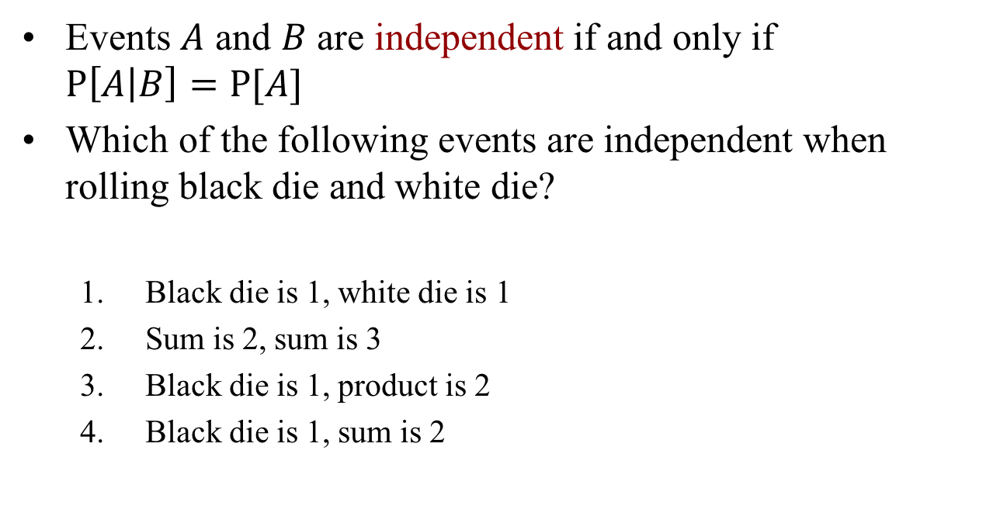 • Events A and B are independent if and only if
P[A|B] = P[A]
• Which of the following events are independent when
rolling black die and white die?
1. Black die is 1, white die is 1
2. Sum is 2, sum is 3
3. Black die is 1, product is 2
4. Black die is 1, sum is 2